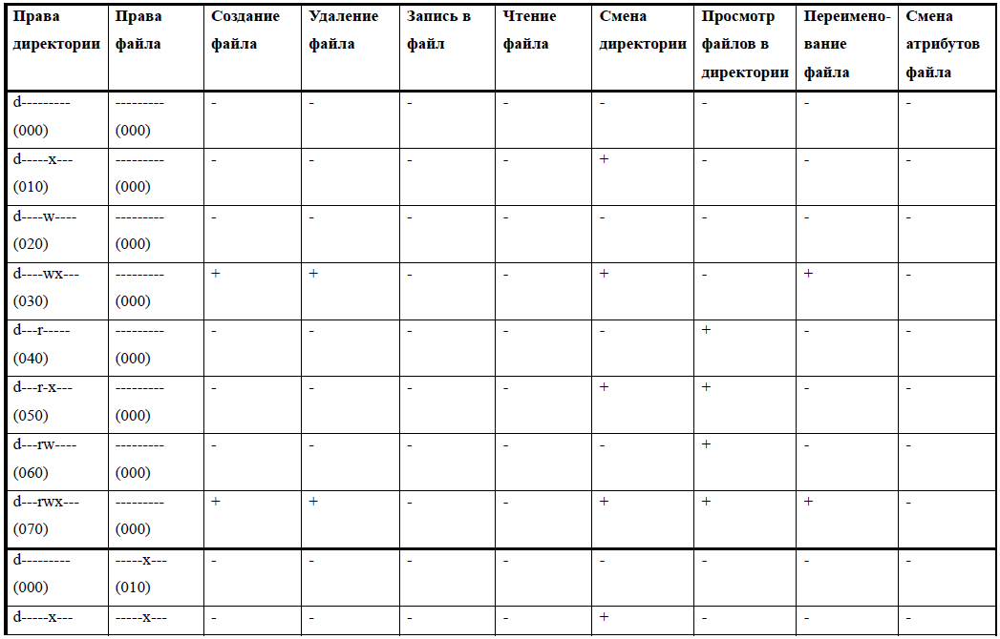 Права директории | Права файла | Создание файла | Удаление файла | Запись в файл | Чтение файла | Смена директории | Просмотр файлов в директории | Переимено-вание файла | Смена атрибутов файла
d--------- (000) | --------- (000) | - | - | - | - | - | - | - | -
d-----x--- (010) | --------- (000) | - | - | - | - | + | - | - | -
d----w---- (020) | --------- (000) | - | - | - | - | - | - | - | -
d----wx--- (030) | --------- (000) | + | + | - | - | + | - | + | -
d---r----- (040) | --------- (000) | - | - | - | - | - | + | - | -
d---r-x--- (050) | --------- (000) | - | - | - | - | + | + | - | -
d---rw---- (060) | --------- (000) | - | - | - | - | - | + | - | -
d---rwx--- (070) | --------- (000) | + | + | - | - | + | + | + | -
d--------- (000) | -----x--- (010) | - | - | - | - | - | - | - | -
d-----x--- | -----x--- | - | - | - | - | + | - | - | -